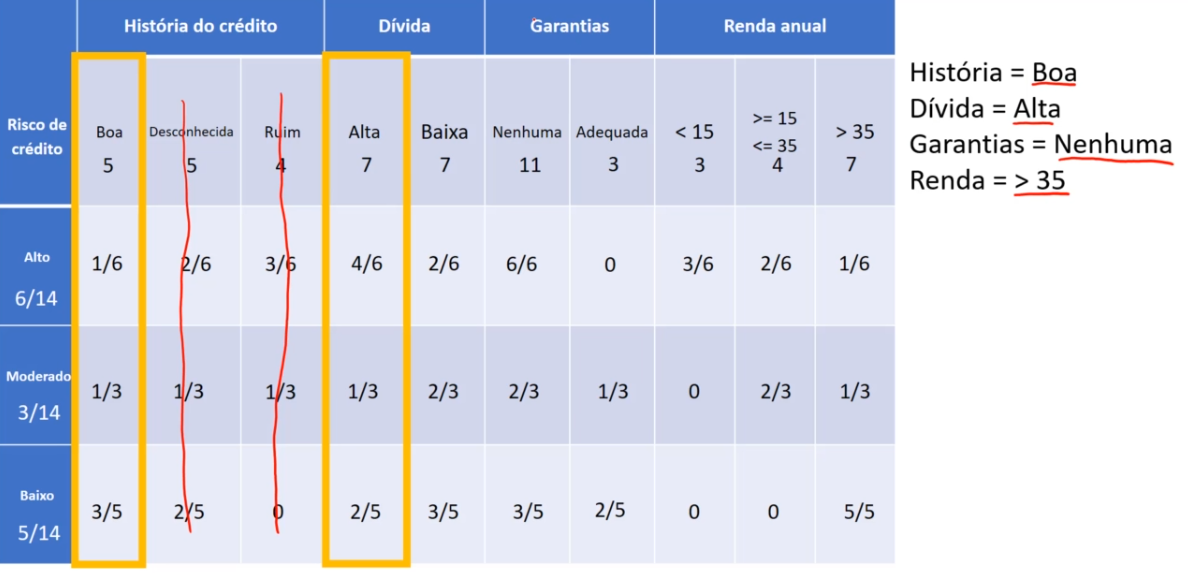 História do crédito Dívida Garantias Renda anual
Risco de
crédito
Boa Desconhecida Ruim Alta Baixa Nenhuma Adequada < 15 >= 15
<= 35 > 35
5 5 4 7 7 11 3 3 4 7
Alto
6/14
1/6 2/6 3/6 4/6 2/6 6/6 0 3/6 2/6 1/6
Moderado
3/14
1/3 1/3 1/3 1/3 2/3 2/3 1/3 0 2/3 1/3
Baixo
5/14
3/5 2/5 0 2/5 3/5 3/5 2/5 0 0 5/5
História = Boa
Dívida = Alta
Garantias = Nenhuma
Renda = > 35